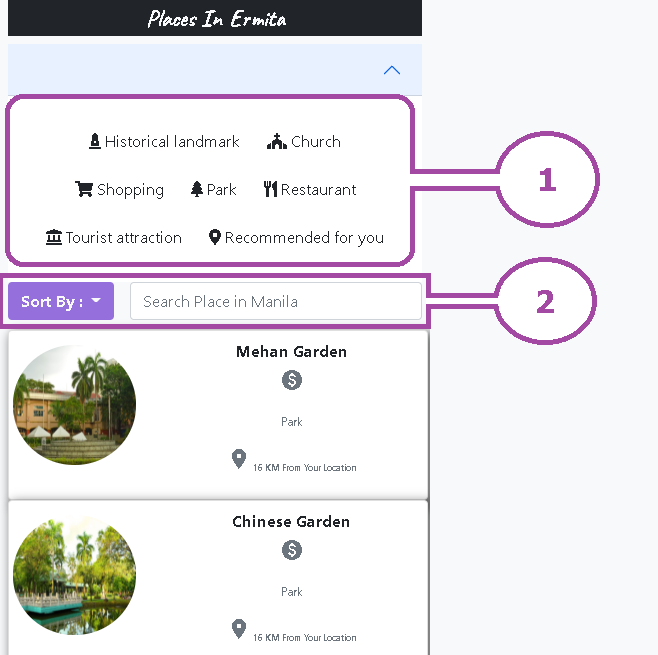 Places In Ermita
Historical landmark Church
1
Shopping Park Restaurant
Tourist attraction Recommended for you
Sort By : Search Place in Manila
2
Mehan Garden
$
Park
16 KM From Your Location
Chinese Garden
$
Park
16 KM From Your Location